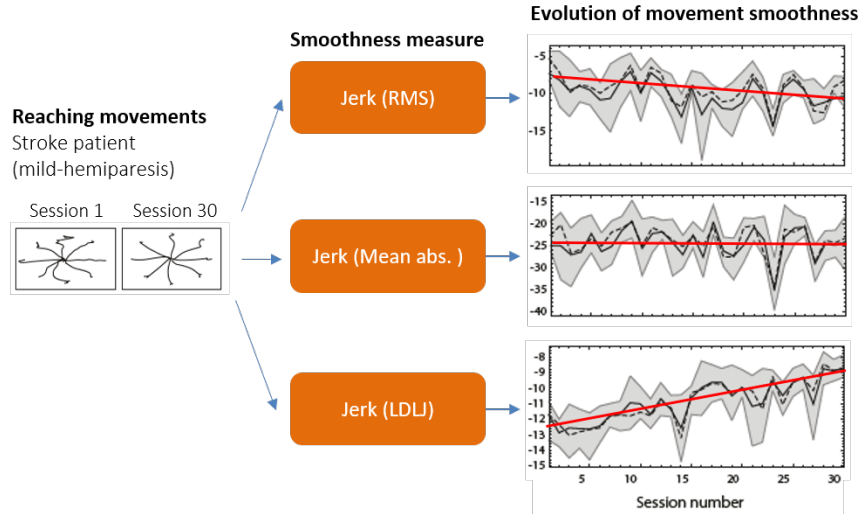 Evolution of movement smoothness
Smoothness measure
Reaching movements
Stroke patient
(mild-hemiparesis)
Session 1 Session 30
Jerk (RMS)
Jerk (Mean abs. )
Jerk (LDLJ)
-5
-10
-15
-15
-20
-25
-30
-35
-40
-8
-9
-10
-11
-12
-13
-14
-15
5 10 15 20 25 30
Session number